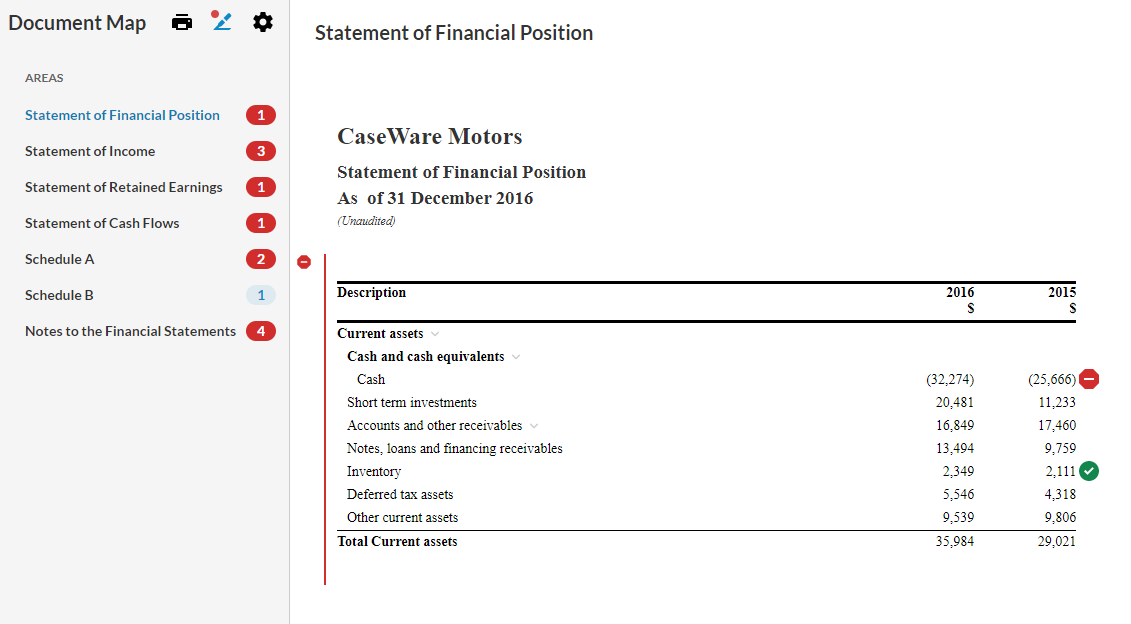 Document Map
AREAS
Statement of Financial Position 1
Statement of Income 3
Statement of Retained Earnings 1
Statement of Cash Flows 1
Schedule A 2
Schedule B 1
Notes to the Financial Statements 4
Statement of Financial Position
CaseWare Motors
Statement of Financial Position
As of 31 December 2016
(Unaudited)
Description 2016 2015
$ $
Current assets
Cash and cash equivalents
Cash (32,274) (25,666)
Short term investments 20,481 11,233
Accounts and other receivables 16,849 17,460
Notes, loans and financing receivables 13,494 9,759
Inventory 2,349 2,111
Deferred tax assets 5,546 4,318
Other current assets 9,539 9,806
Total Current assets 35,984 29,021